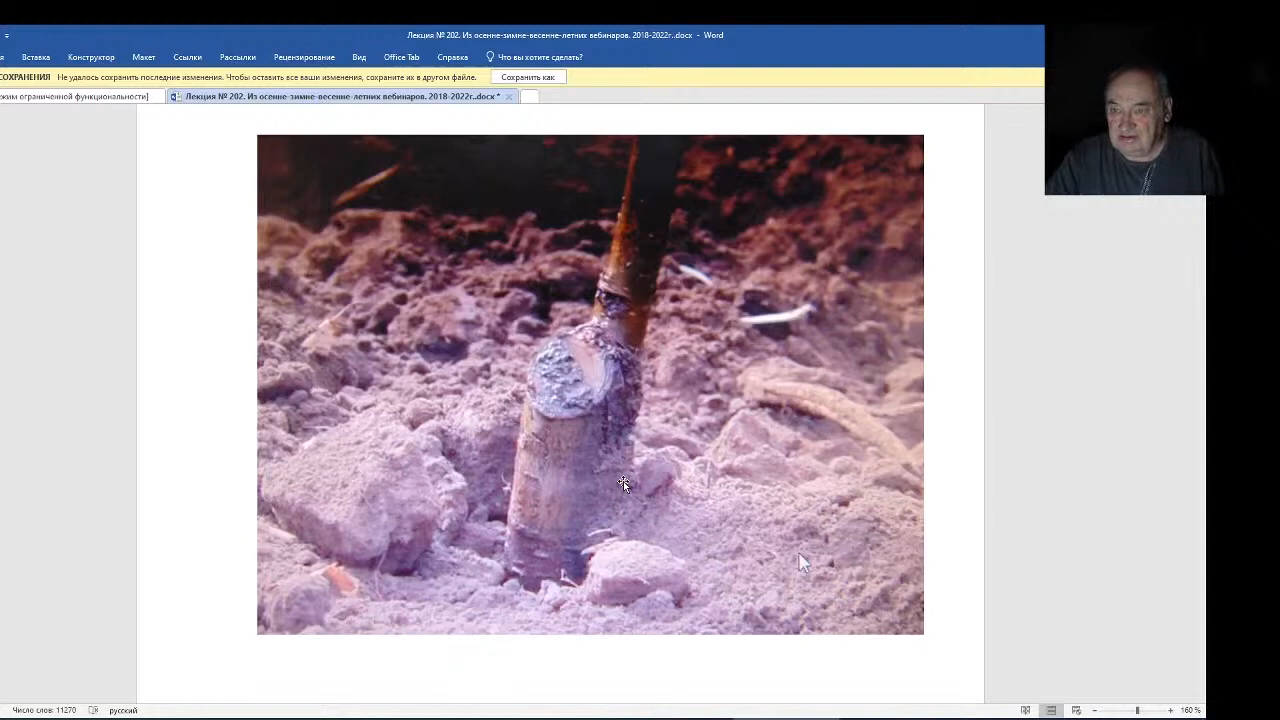 Лекция № 202. Из осенне-зимне-весенне-летних вебинаров. 2018-2022г..docx - Word
Вставка Конструктор Макет Ссылки Рассылки Рецензирование Вид Office Tab Справка Что вы хотите сделать?
СОХРАНЕНИЯ Не удалось сохранить последние изменения. Чтобы оставить все ваши изменения, сохраните их в другом файле. Сохранить как
ограниченной функциональности] Лекция № 202. Из осенне-зимне-весенне-летних вебинаров. 2018-2022г..docx *
Число слов: 11270 русский 160 %